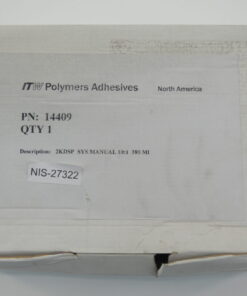 ITW Polymers Adhesives North America
PN: 14409
QTY 1
Description: 2KDSP SYS MANUAL 10:1 380 Ml
NIS-27322